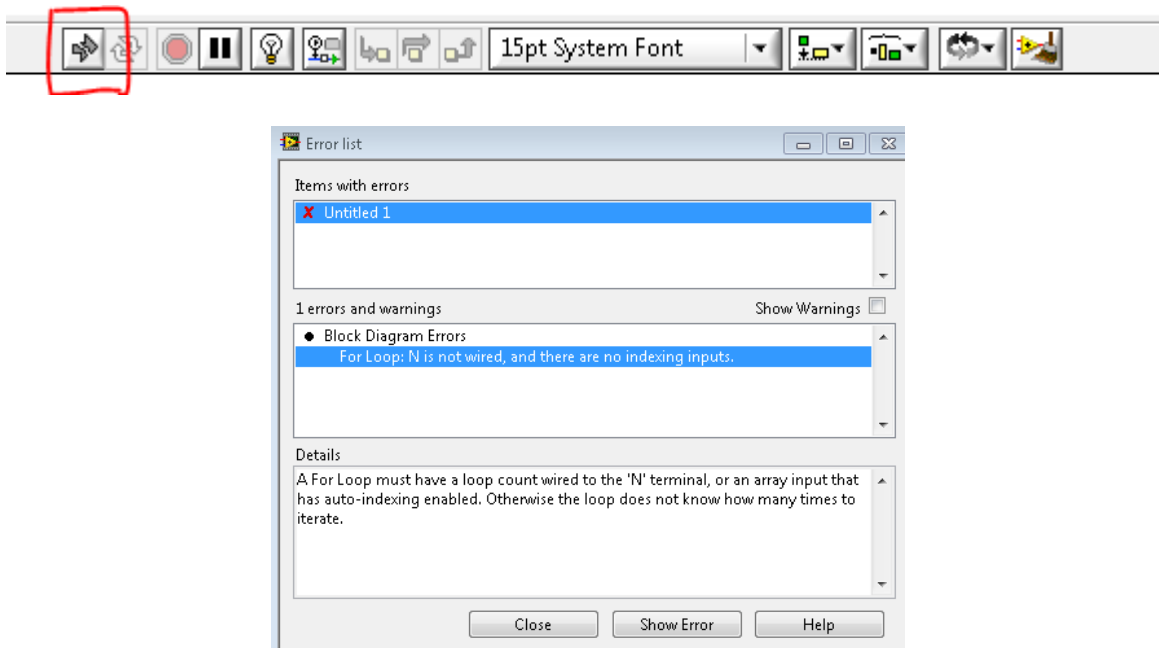 15pt System Font
Error list
Items with errors
X Untitled 1
1 errors and warnings
Show Warnings
Block Diagram Errors
For Loop: N is not wired, and there are no indexing inputs.
Details
A For Loop must have a loop count wired to the 'N' terminal, or an array input that
has auto-indexing enabled. Otherwise the loop does not know how many times to
iterate.
Close
Show Error
Help